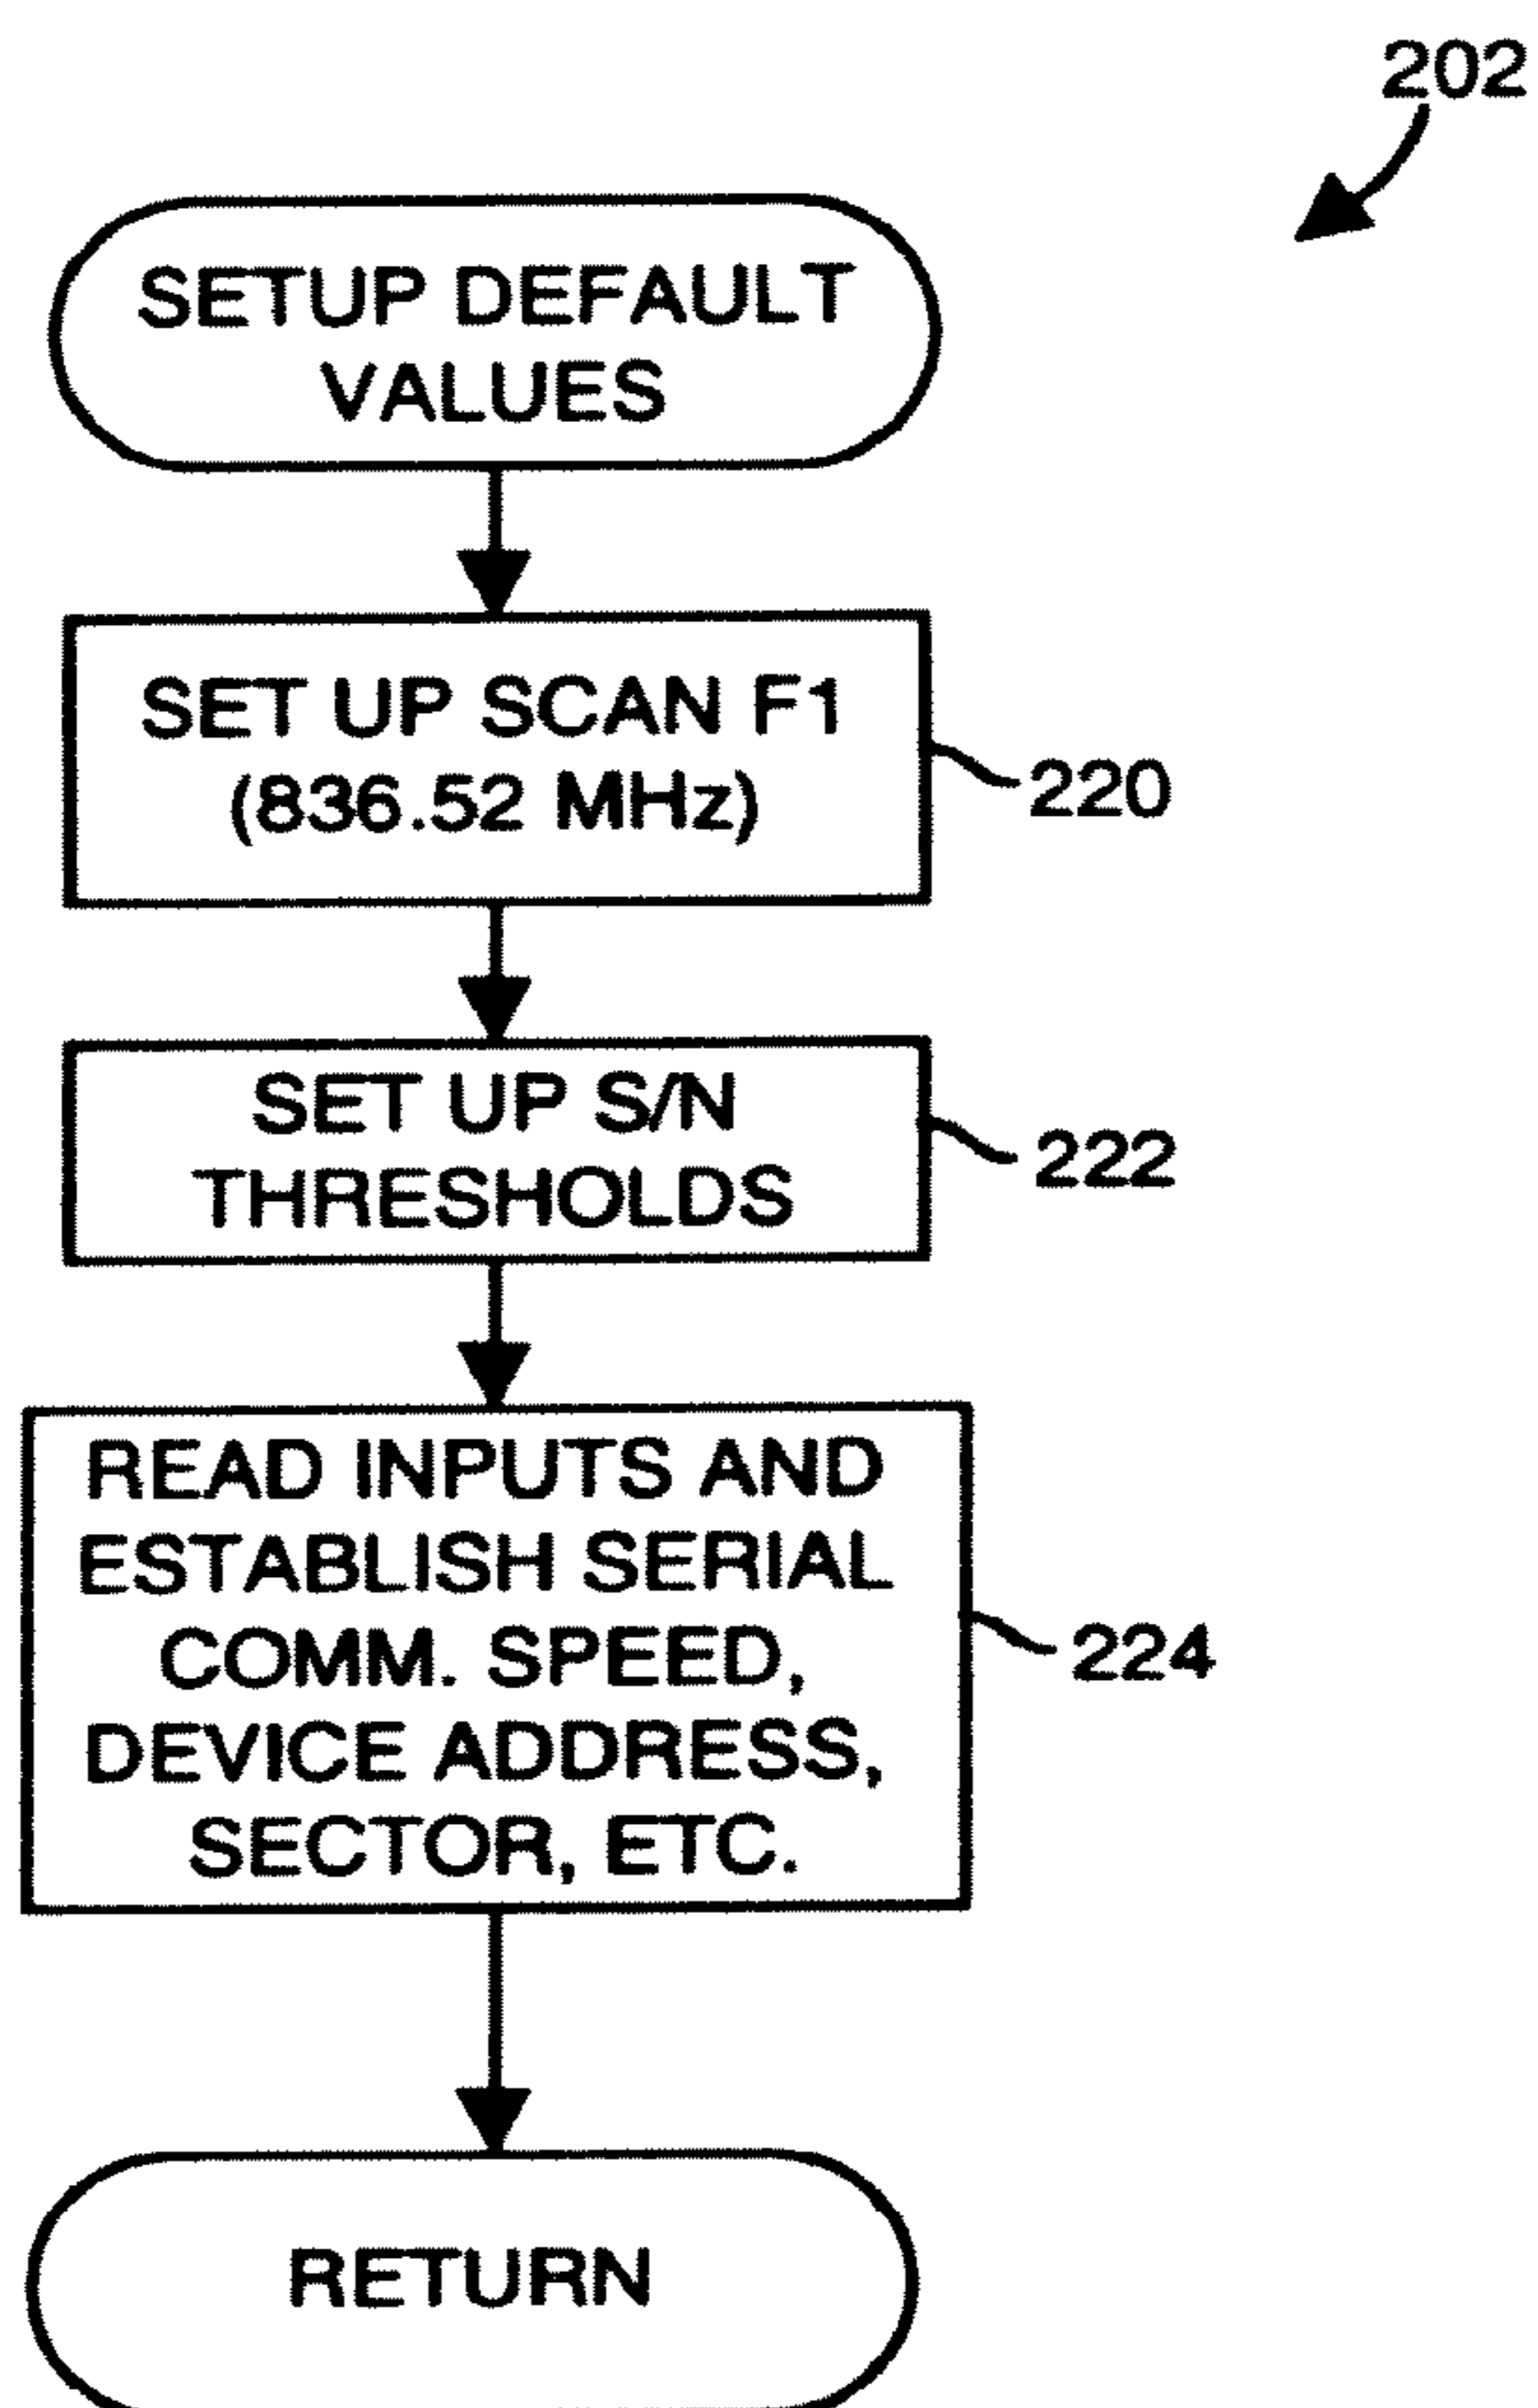 202
SETUP DEFAULT
VALUES
SET UP SCAN F1
(836.52 MHz)
220
SET UP S/N
THRESHOLDS
222
READ INPUTS AND
ESTABLISH SERIAL
COMM. SPEED,
DEVICE ADDRESS,
SECTOR, ETC.
224
RETURN